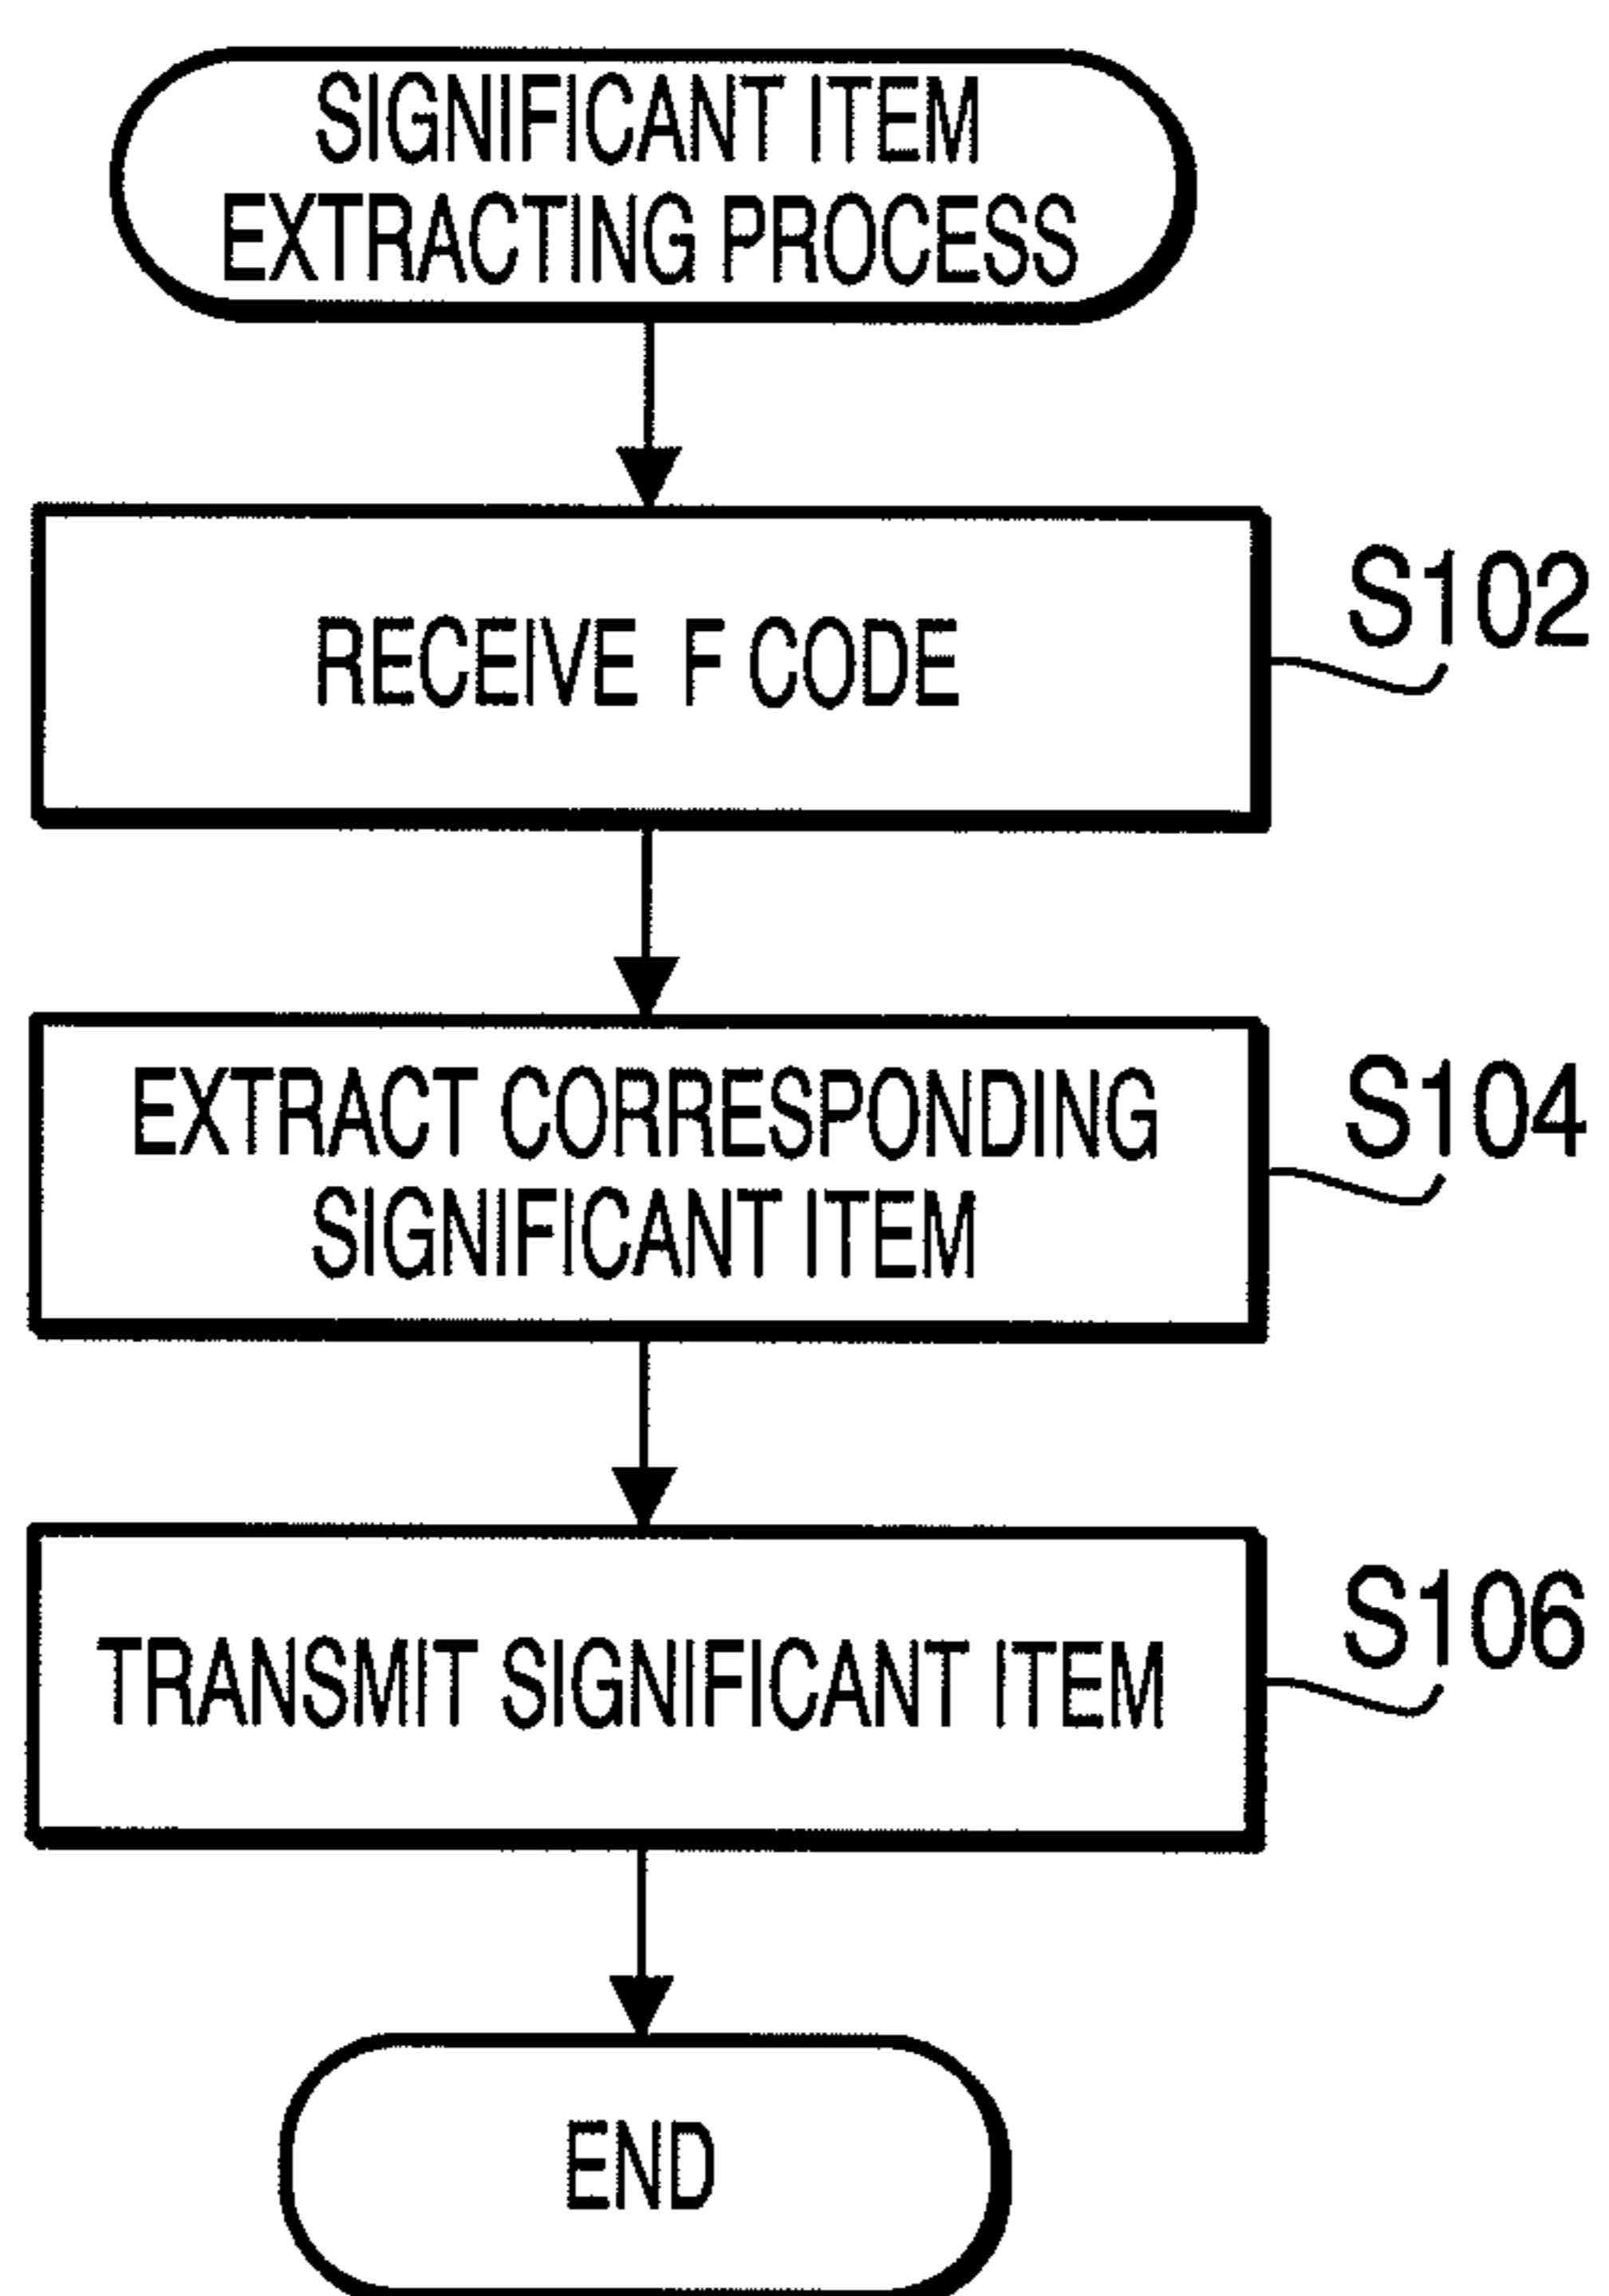 SIGNIFICANT ITEM
EXTRACTING PROCESS
RECEIVE F CODE
S102
EXTRACT CORRESPONDING
SIGNIFICANT ITEM
S104
TRANSMIT SIGNIFICANT ITEM
S106
END